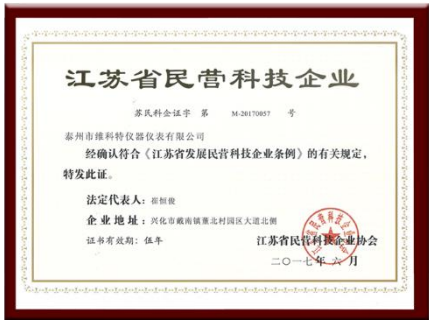 江苏省民营科技企业
苏民科企证字 第 M-20170057 号
泰州市维科特仪器仪表有限公司
经确认符合《江苏省发展民营科技企业条例》的有关规定，
特发此证。
法定代表人：崔恒俊
企业地址：兴化市戴南镇董北村园区大道北侧
证书有效期：伍年
江苏省民营科技企业协会
二〇一七年六月